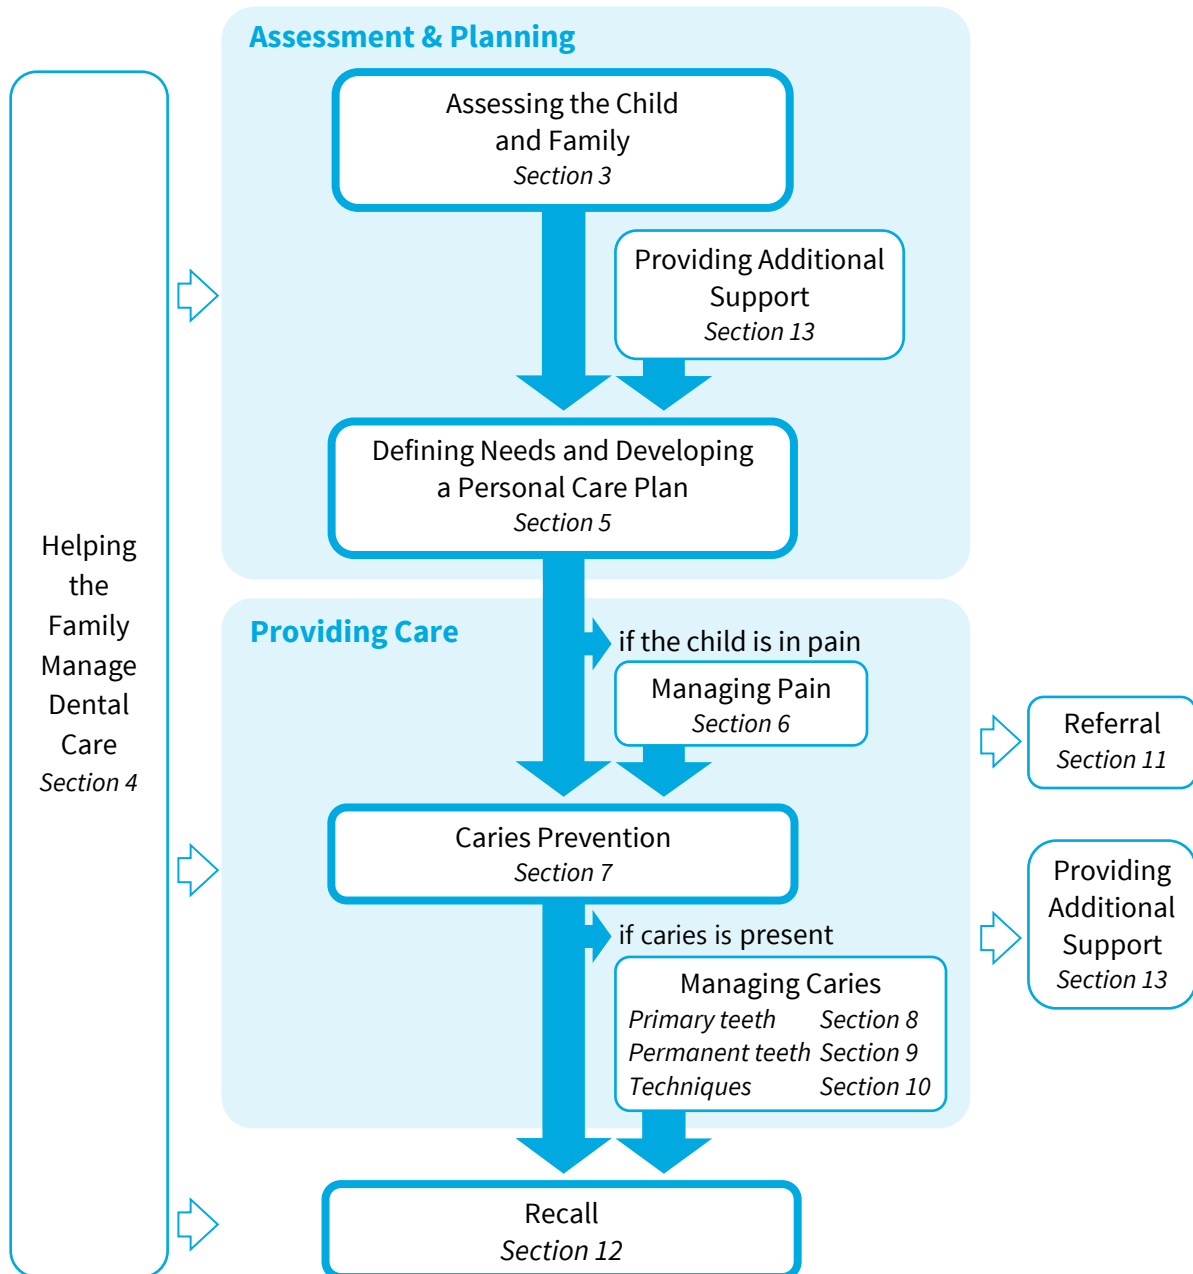 Assessment & Planning
Assessing the Child
and Family
Section 3
Providing Additional
Support
Section 13
Defining Needs and Developing
a Personal Care Plan
Section 5
Helping
the
Family
Manage
Dental
Care
Section 4
Providing Care
if the child is in pain
Managing Pain
Section 6
Referral
Section 11
Caries Prevention
Section 7
Providing
Additional
Support
Section 13
if caries is present
Managing Caries
Primary teeth Section 8
Permanent teeth Section 9
Techniques Section 10
Recall
Section 12